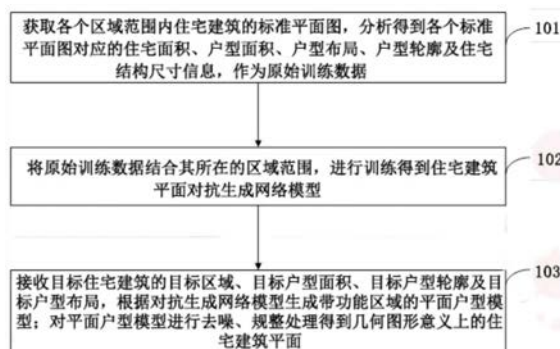 获取各个区域范围内住宅建筑的标准平面图，分析得到各个标准
平面图对应的住宅面积、户型面积、户型布局、户型轮廓及住宅
结构尺寸信息，作为原始训练数据
101
将原始训练数据结合其所在的区域范围，进行训练得到住宅建筑
平面对抗生成网络模型
102
接收目标住宅建筑的目标区域、目标户型面积、目标户型轮廓及目
标户型布局，根据对抗生成网络模型生成带功能区域的平面户型模
型；对平面户型模型进行去噪、规整处理得到几何图形意义上的住
宅建筑平面
103